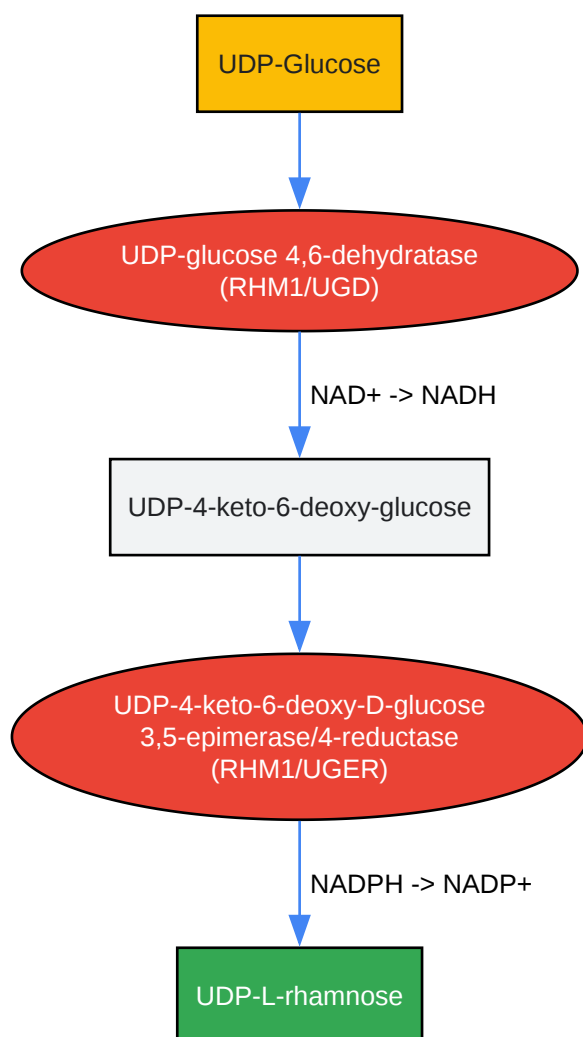 UDP-Glucose
UDP-glucose 4,6-dehydratase
(RHM1/UGD)
NAD+ -> NADH
UDP-4-keto-6-deoxy-glucose
UDP-4-keto-6-deoxy-D-glucose
3,5-epimerase/4-reductase
(RHM1/UGER)
NADPH -> NADP+
UDP-L-rhamnose